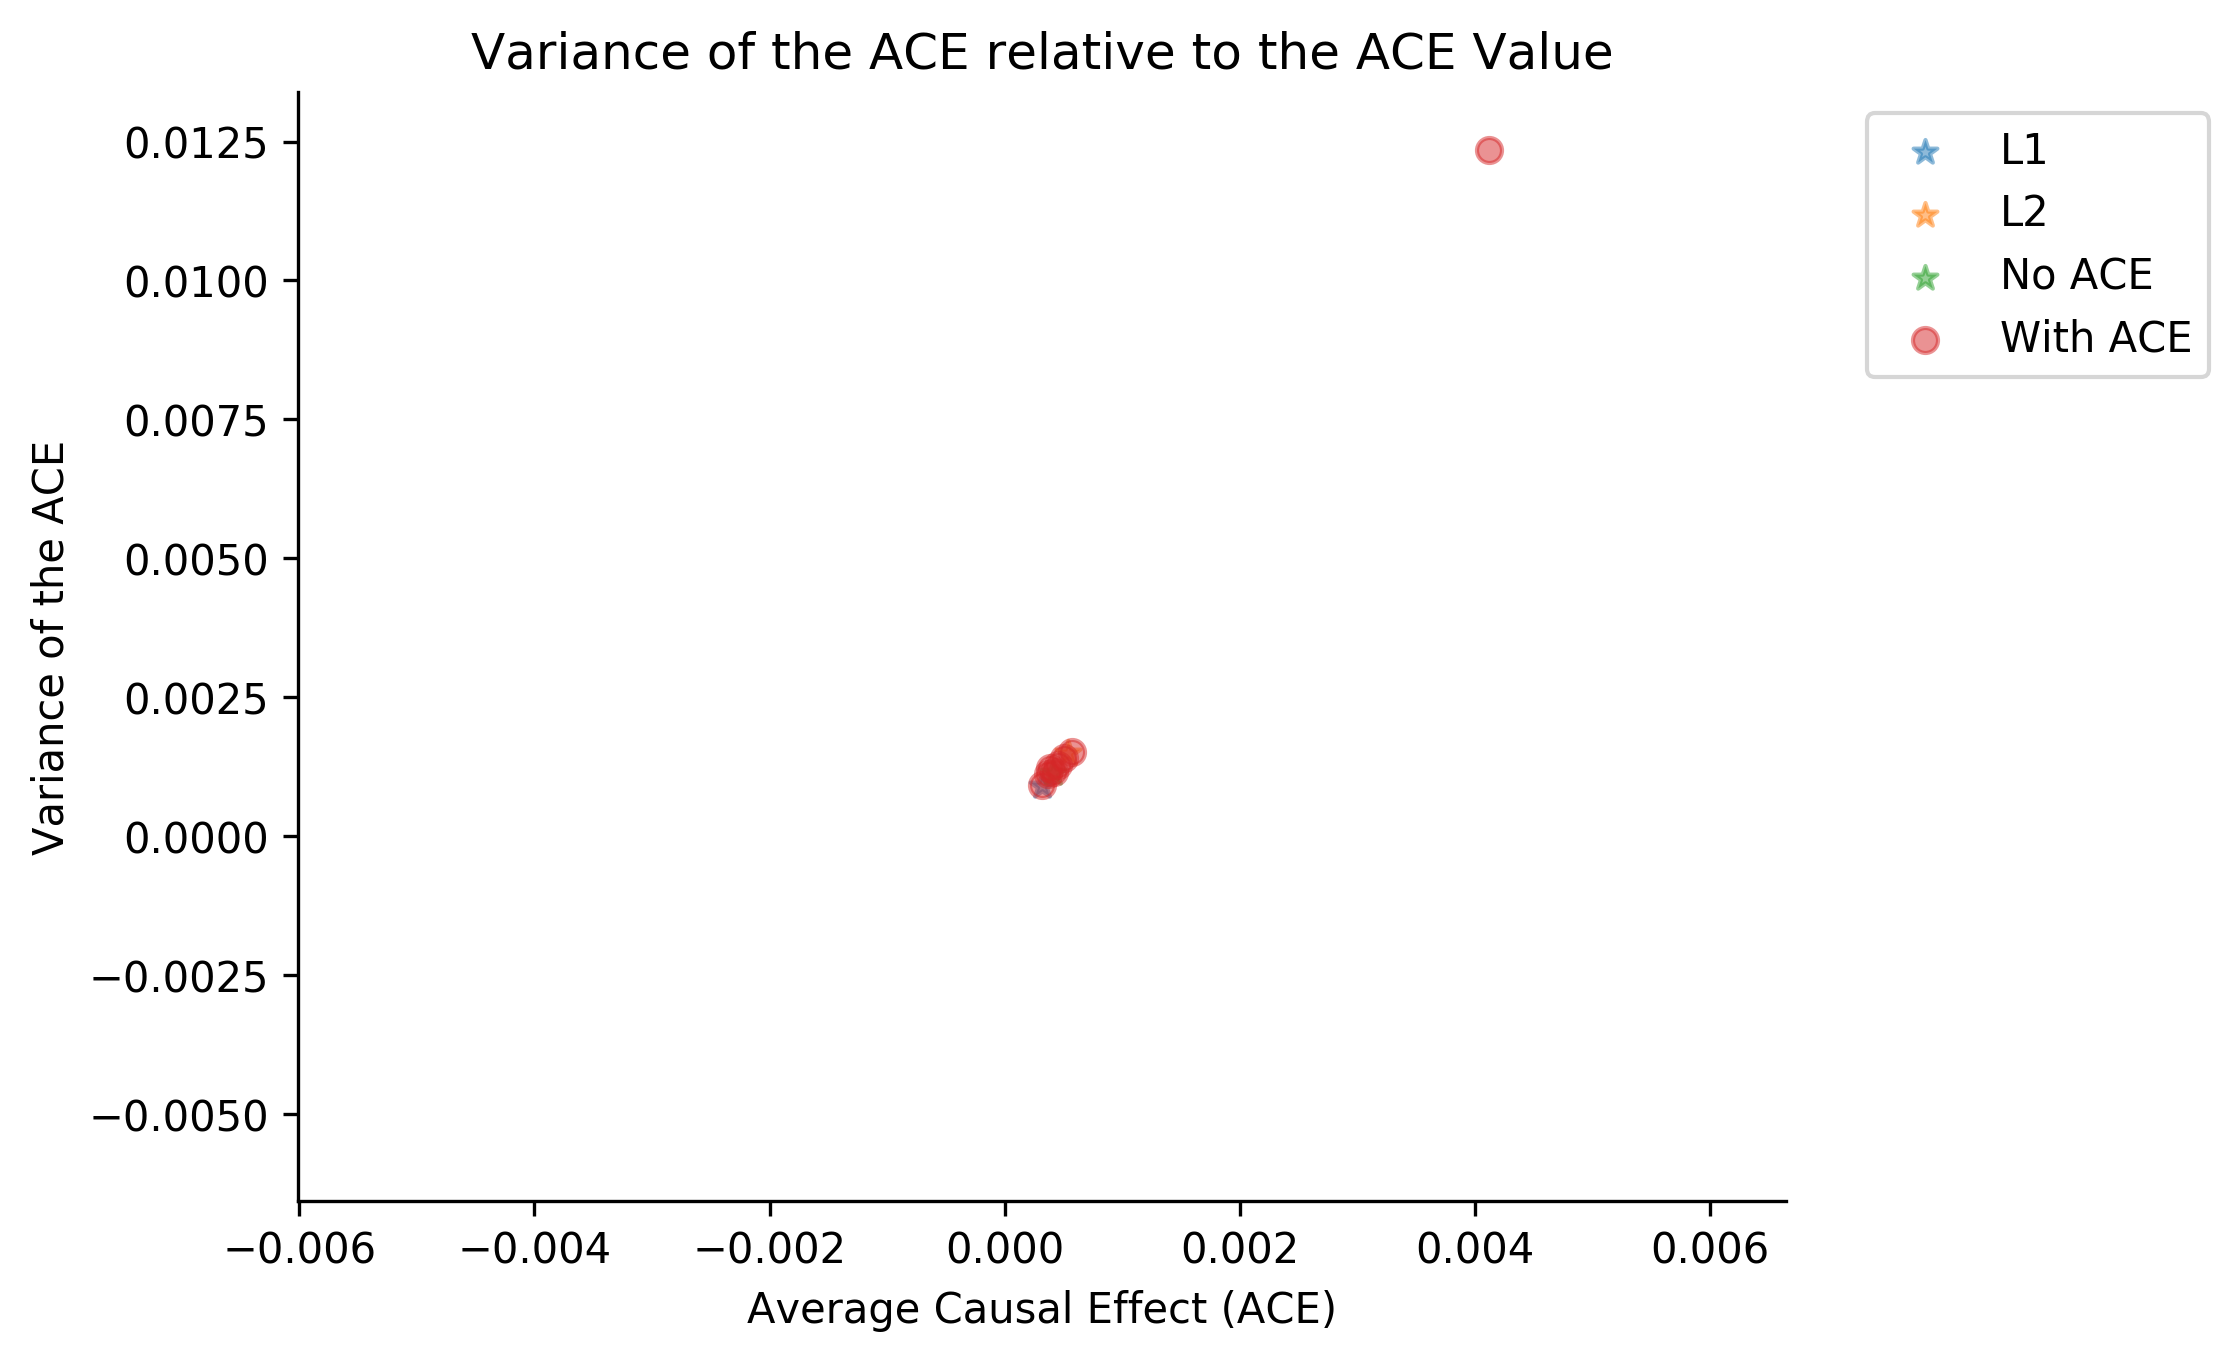 Variance of the ACE relative to the ACE Value
0.0125
0.0100
0.0075
0.0050
0.0025
0.0000
−0.0025
−0.0050
Variance of the ACE
−0.006
−0.004
−0.002
0.000
0.002
0.004
0.006
Average Causal Effect (ACE)
L1
L2
No ACE
With ACE